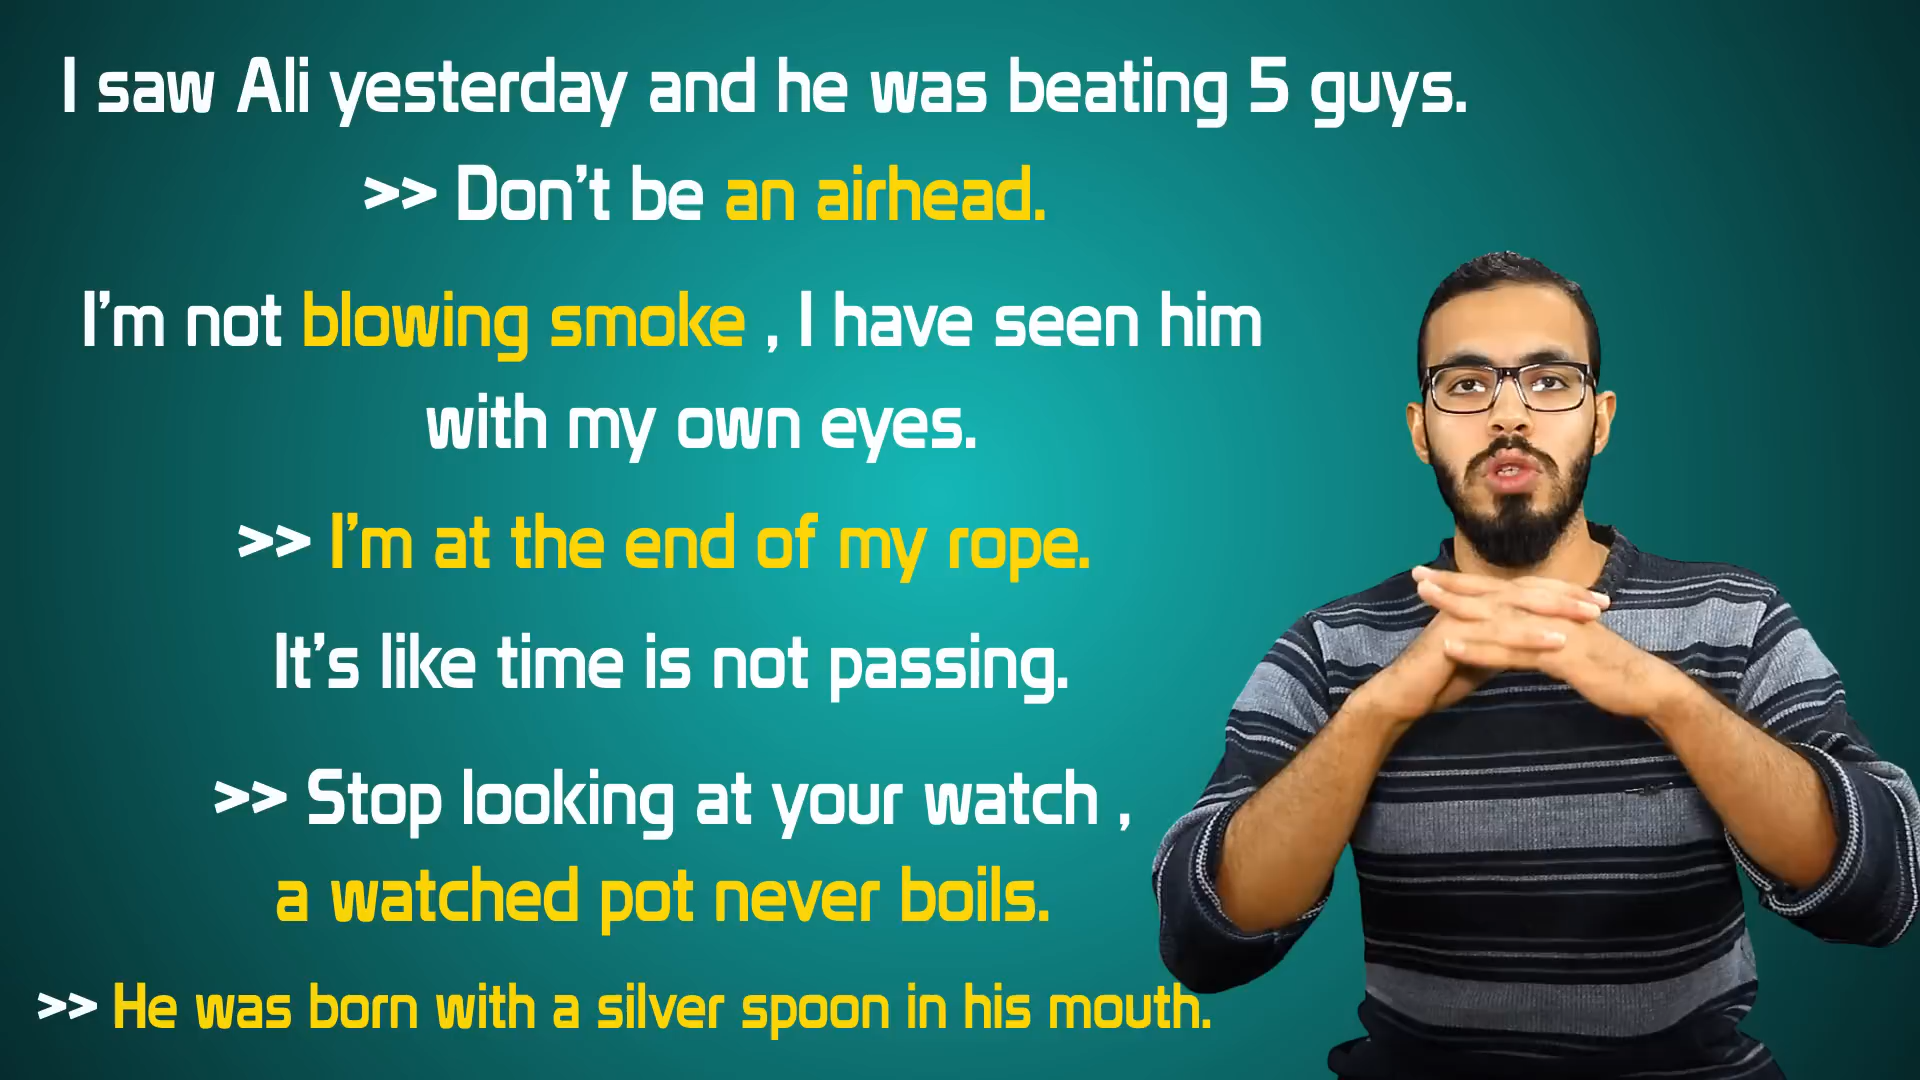 I saw Ali yesterday and he was beating 5 guys.
>> Don't be an airhead.
I'm not blowing smoke , I have seen him
with my own eyes.
>> I'm at the end of my rope.
It's like time is not passing.
>> Stop looking at your watch ,
a watched pot never boils.
>> He was born with a silver spoon in his mouth.